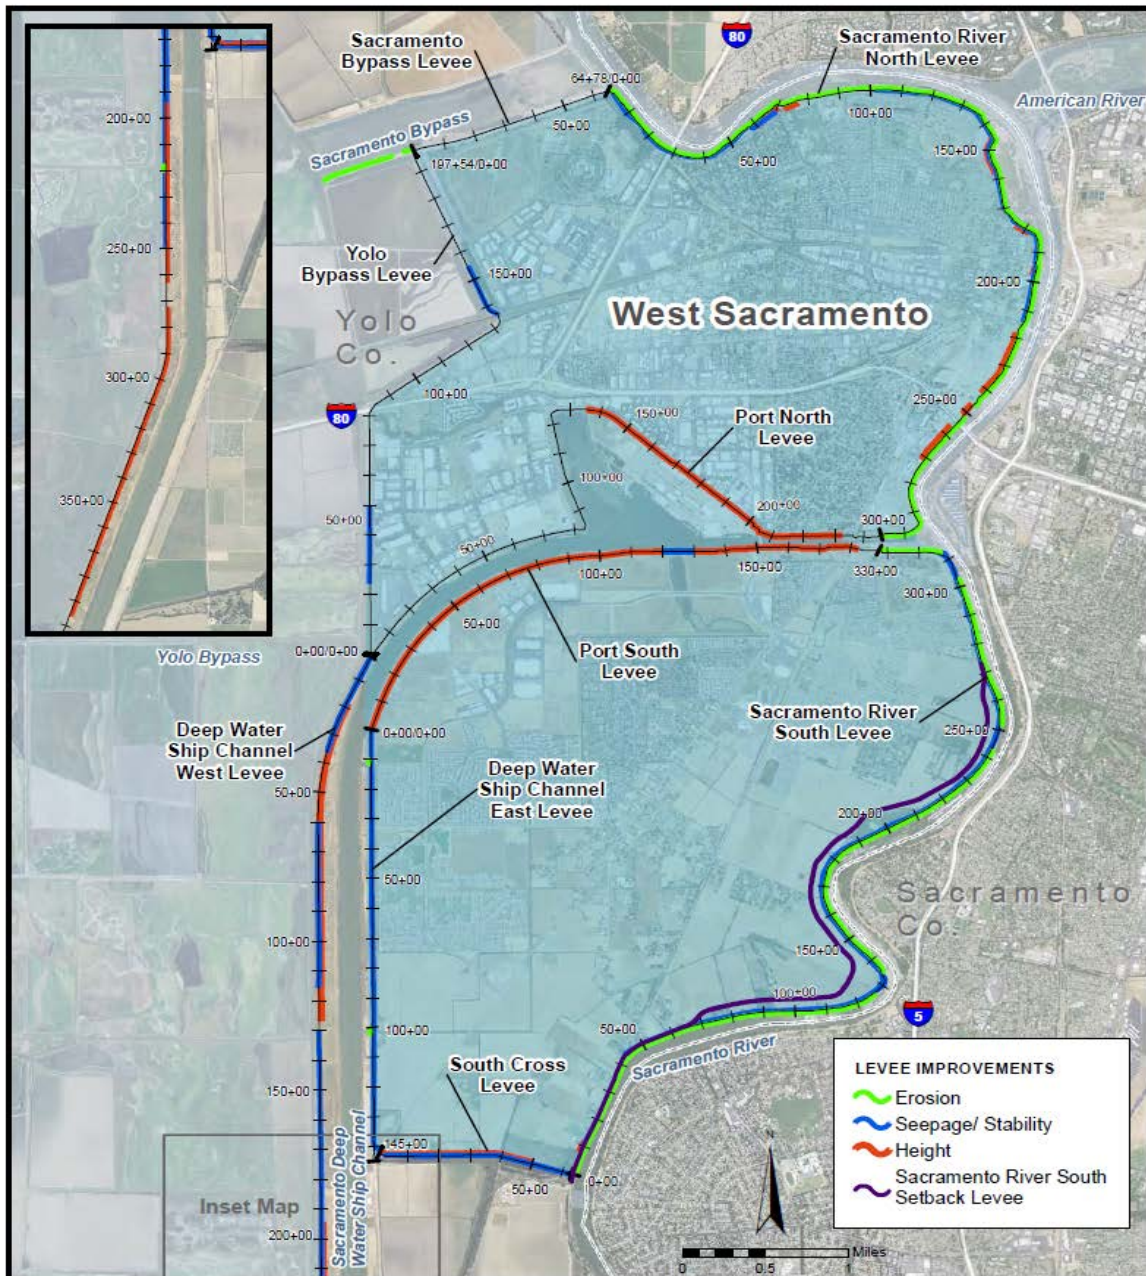 80
Sacramento
Bypass Levee
Sacramento River
North Levee
64+78/0+00
American River
200+00
50+00
100+00
Sacramento Bypass
50+00
197+54/0+00
150+00
250+00
Yolo
Bypass Levee
150+00
200+00
West Sacramento
Yolo
Co.
300+00
100+00
250+00
80
150+00
Port North
Levee
350+00
100+00
200+00
50+00
300+00
50+00
100+00
150+00
330+00
300+00
50+00
Yolo Bypass
0+00/0+00
Port South
Levee
Sacramento River
South Levee
Deep Water
Ship Channel
West Levee
0+00/0+00
250+00
Deep Water
Ship Channel
East Levee
50+00
200+00
50+00
Sacramento
Co.
100+00
150+00
100+00
100+00
50+00
5
Sacramento River
South Cross
Levee
150+00
145+00
50+00
0+00
Inset Map
Sacramento Deep
Water Ship Channel
200+00
LEVEE IMPROVEMENTS
Erosion
Seepage/ Stability
Height
Sacramento River South
Setback Levee
N
Miles
0
0.5
1